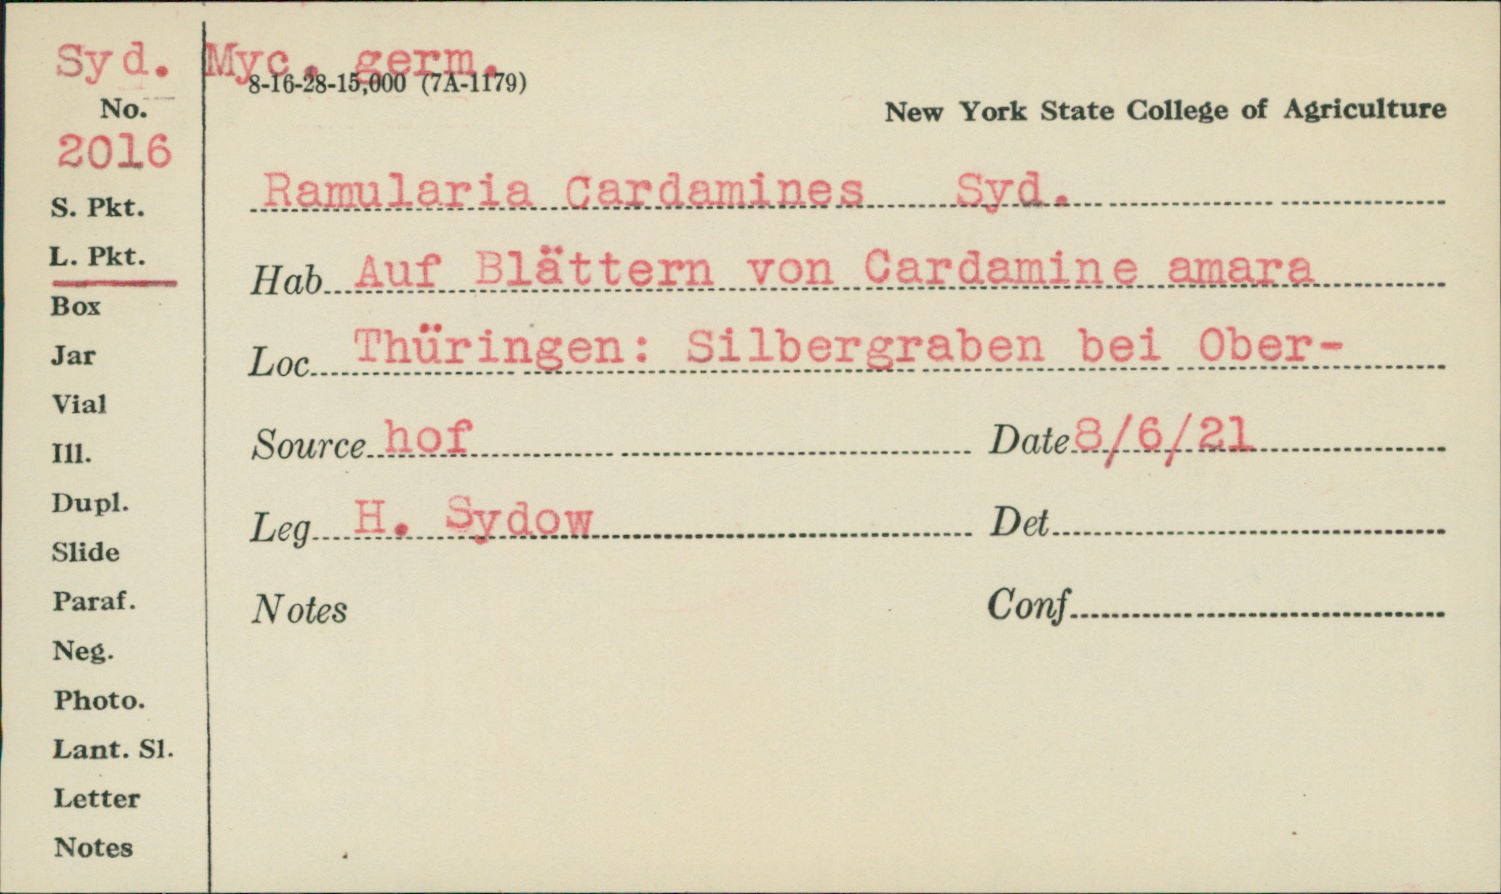 Syd. Myc. germ.
8-16-28-15,000 (7A-1179)
No.
New York State College of Agriculture
2016
Ramularia Cardamines Syd.
S. Pkt.
L. Pkt.
Hab Auf Blättern von Cardamine amara
Box
Jar
Loc Thüringen: Silbergraben bei Ober-
Vial
Ill.
Source hof Date 8/6/21
Dupl.
Leg H. Sydow Det
Slide
Paraf.
Notes Conf
Neg.
Photo.
Lant. Sl.
Letter
Notes